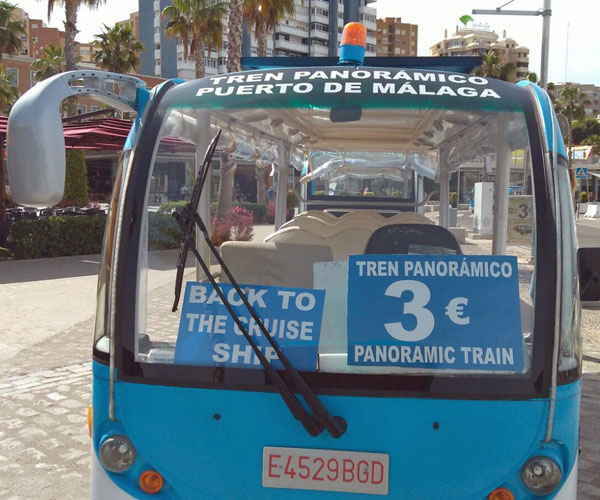 TREN PANORÁMICO
PUERTO DE MÁLAGA
BACK TO
THE CRUISE
SHIP
TREN PANORÁMICO
3 €
PANORAMIC TRAIN
E4529BGD